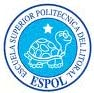 ESCUELA SUPERIOR POLITECNICA DEL LITORAL
ESPOL